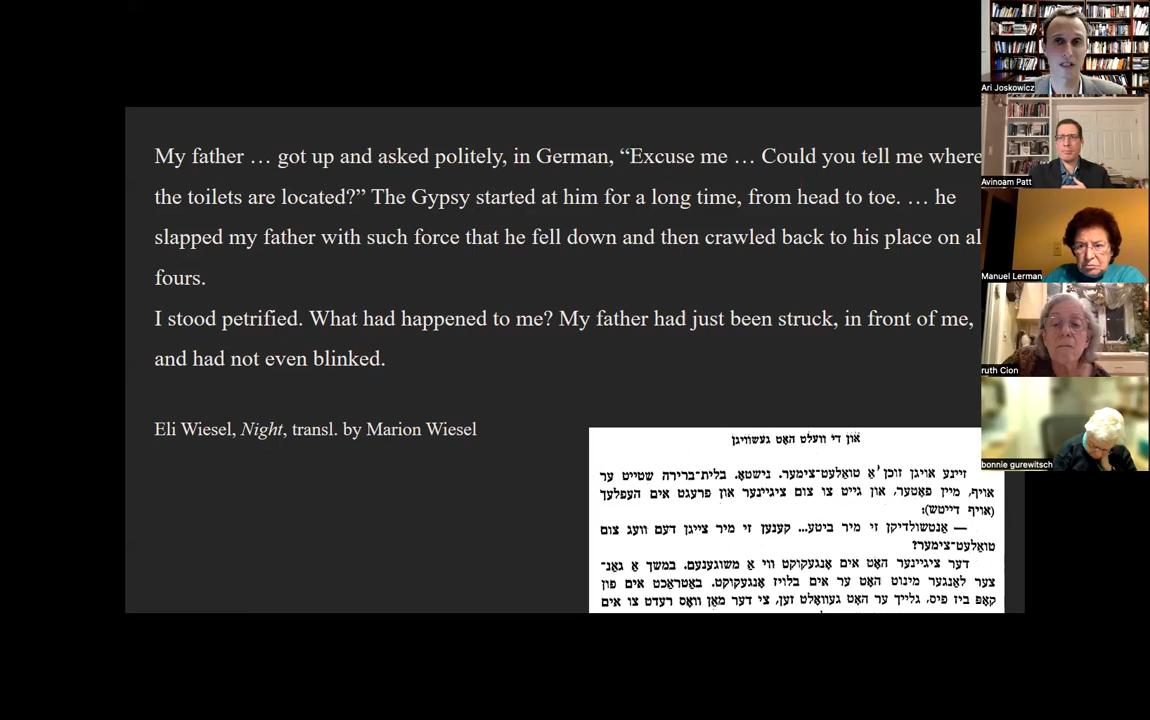 My father … got up and asked politely, in German, “Excuse me … Could you tell me where
the toilets are located?” The Gypsy started at him for a long time, from head to toe. … he
slapped my father with such force that he fell down and then crawled back to his place on al
fours.
I stood petrified. What had happened to me? My father had just been struck, in front of me,
and had not even blinked.
Eli Wiesel, Night, transl. by Marion Wiesel
און די וועלט האָט געשוויגן
זיינע אויגן זוכן אַ טואַלעט־צימער. נישטאָ. בלית־ברירה שטייט ער
אויף, מיין פאָטער, און גייט צו צום ציגיינער און פרעגט אים העפלעך
(אויף דייטש):
— אַנטשולדיקן זי מיר ביטע... קענען זי מיר צייגן דעם וועג צום
טואַלעט־צימער?
דער ציגיינער האָט אים אָנגעקוקט ווי אַ משוגענעם. במשך אַ גאַנ־
צער לאַנגער מינוט האָט ער אים בלויז אָנגעקוקט. באַטראַכט אים פון
קאָפּ ביז פיס, גלייך ער האָט געוואָלט זען, צי דער מאַן וואָס רעדט צו אים
Ari Joskowicz
Avinoam Patt
Manuel Lerman
ruth Cion
bonnie gurewitsch